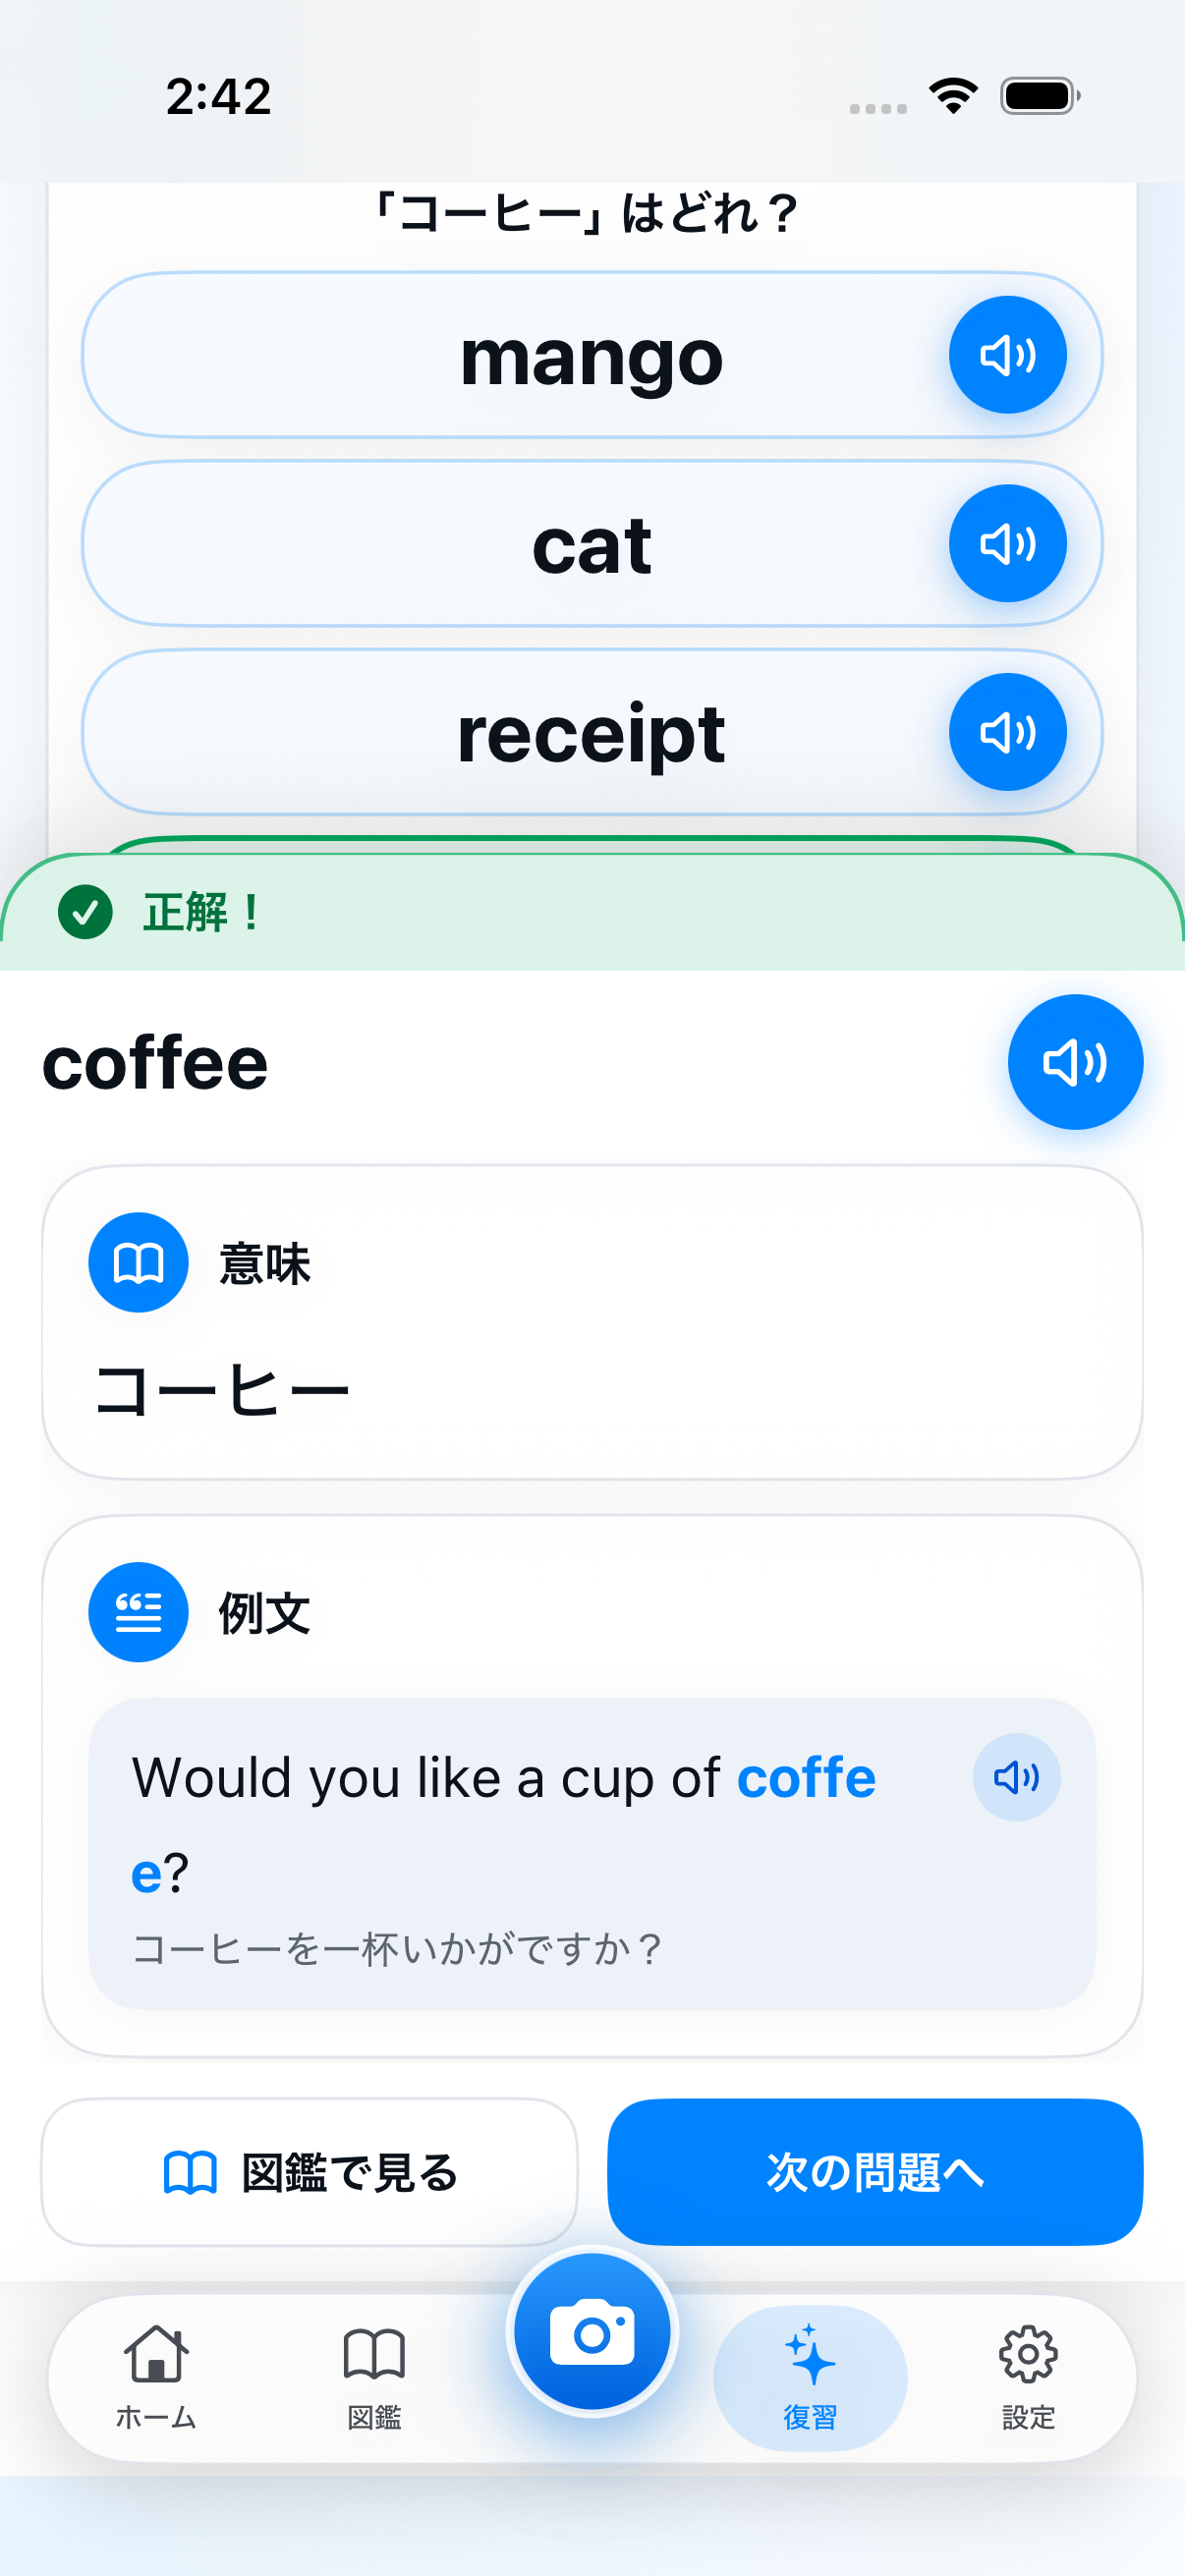 2:42
「コーヒー」はどれ？
mango
cat
receipt
正解！
coffee
意味
コーヒー
例文
Would you like a cup of coffe
e?
コーヒーを一杯いかがですか？
図鑑で見る
次の問題へ
ホーム
図鑑
復習
設定